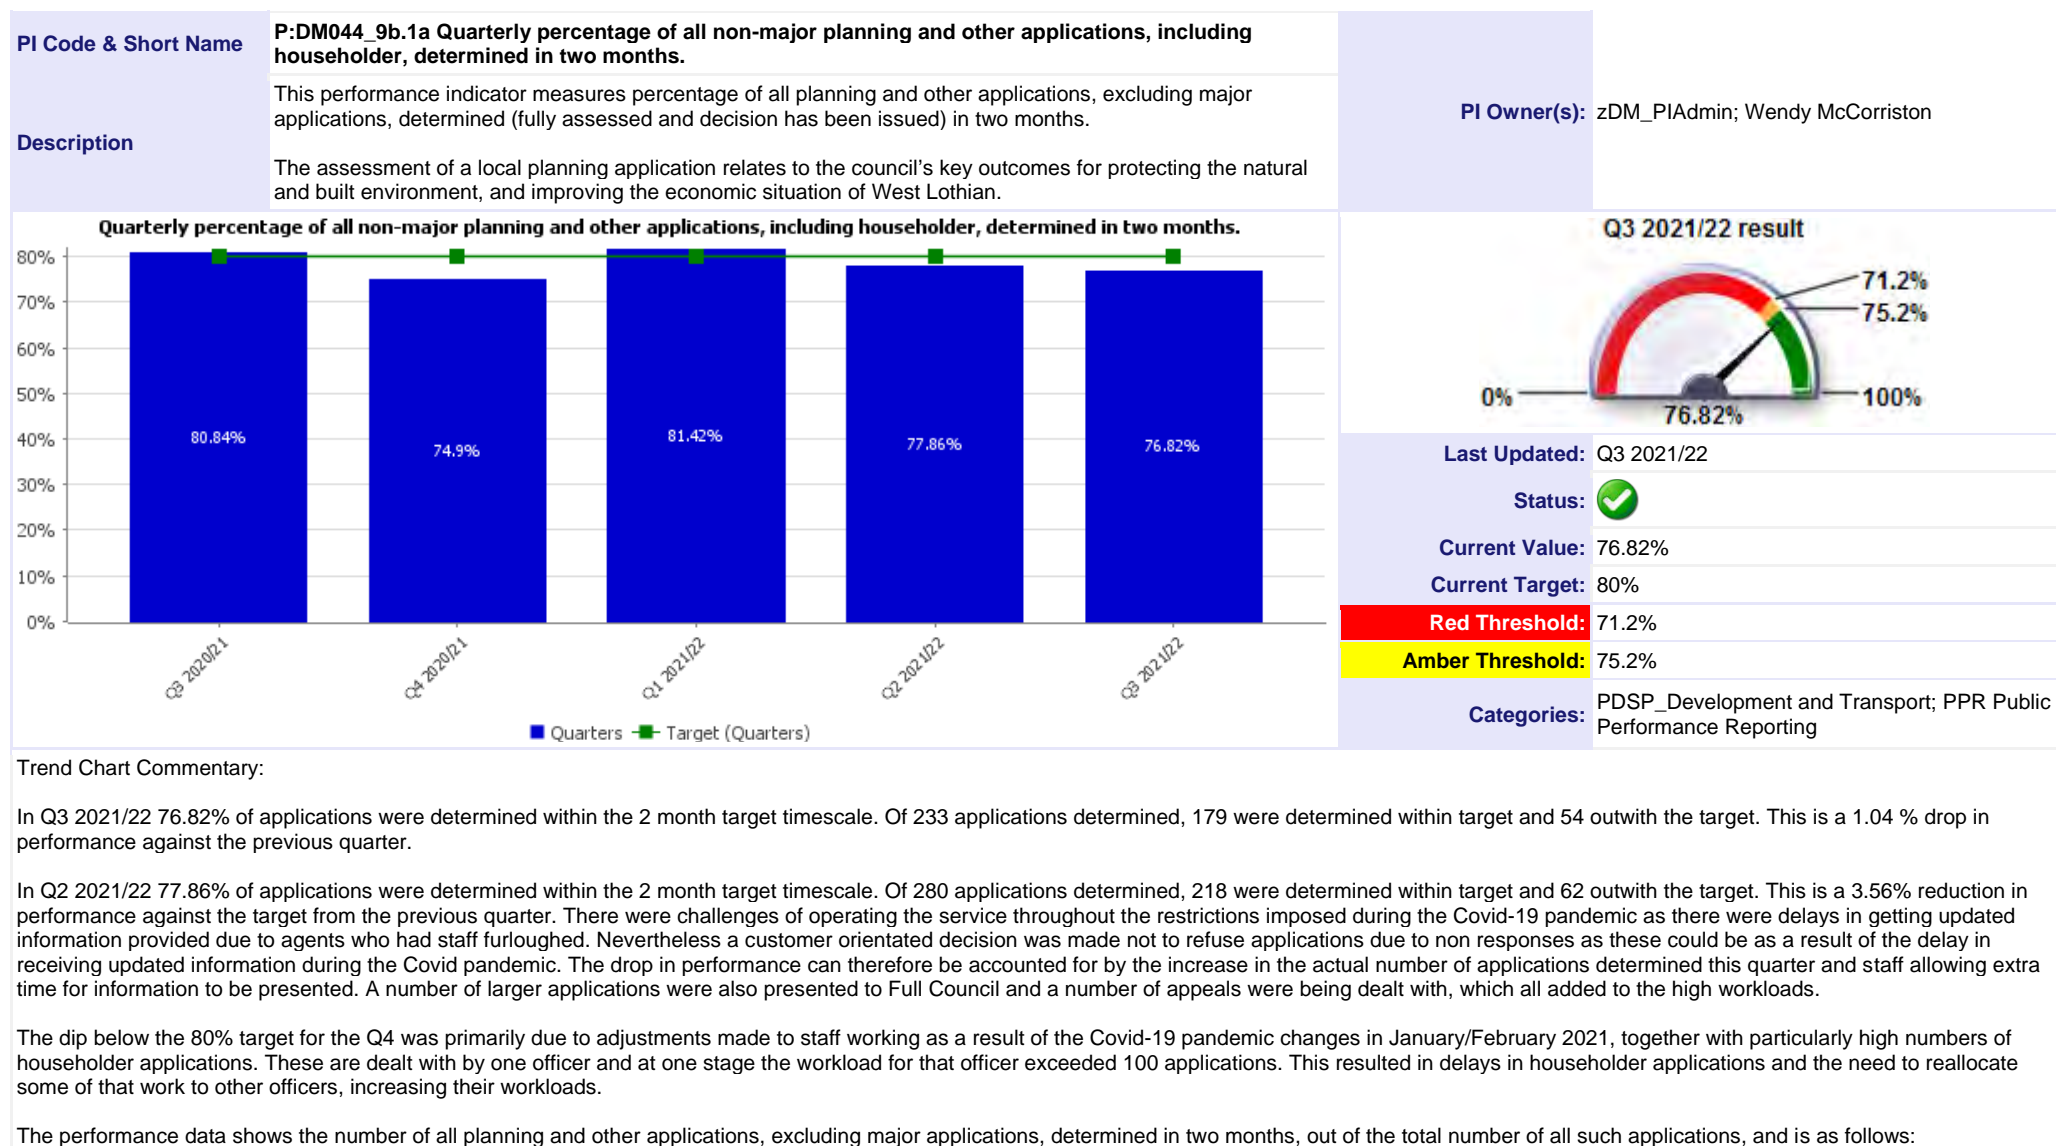 PI Code & Short Name
P:DM044_9b.1a Quarterly percentage of all non-major planning and other applications, including
householder, determined in two months.
Description
This performance indicator measures percentage of all planning and other applications, excluding major
applications, determined (fully assessed and decision has been issued) in two months.
The assessment of a local planning application relates to the council's key outcomes for protecting the natural
and built environment, and improving the economic situation of West Lothian.
PI Owner(s): zDM_PIAdmin; Wendy McCorriston
Quarterly percentage of all non-major planning and other applications, including householder, determined in two months.
80%
70%
60%
50%
40%
30%
20%
10%
0%
80.84%
74.9%
81.42%
77.86%
76.82%
Q3 2020/21
Q4 2020/21
Q1 2021/22
Q2 2021/22
Q3 2021/22
Quarters
Target (Quarters)
Q3 2021/22 result
71.2%
75.2%
0%
100%
76.82%
Last Updated: Q3 2021/22
Status:
Current Value: 76.82%
Current Target: 80%
Red Threshold: 71.2%
Amber Threshold: 75.2%
Categories: PDSP_Development and Transport; PPR Public
Performance Reporting
Trend Chart Commentary:
In Q3 2021/22 76.82% of applications were determined within the 2 month target timescale. Of 233 applications determined, 179 were determined within target and 54 outwith the target. This is a 1.04 % drop in
performance against the previous quarter.
In Q2 2021/22 77.86% of applications were determined within the 2 month target timescale. Of 280 applications determined, 218 were determined within target and 62 outwith the target. This is a 3.56% reduction in
performance against the target from the previous quarter. There were challenges of operating the service throughout the restrictions imposed during the Covid-19 pandemic as there were delays in getting updated
information provided due to agents who had staff furloughed. Nevertheless a customer orientated decision was made not to refuse applications due to non responses as these could be as a result of the delay in
receiving updated information during the Covid pandemic. The drop in performance can therefore be accounted for by the increase in the actual number of applications determined this quarter and staff allowing extra
time for information to be presented. A number of larger applications were also presented to Full Council and a number of appeals were being dealt with, which all added to the high workloads.
The dip below the 80% target for the Q4 was primarily due to adjustments made to staff working as a result of the Covid-19 pandemic changes in January/February 2021, together with particularly high numbers of
householder applications. These are dealt with by one officer and at one stage the workload for that officer exceeded 100 applications. This resulted in delays in householder applications and the need to reallocate
some of that work to other officers, increasing their workloads.
The performance data shows the number of all planning and other applications, excluding major applications, determined in two months, out of the total number of all such applications, and is as follows: